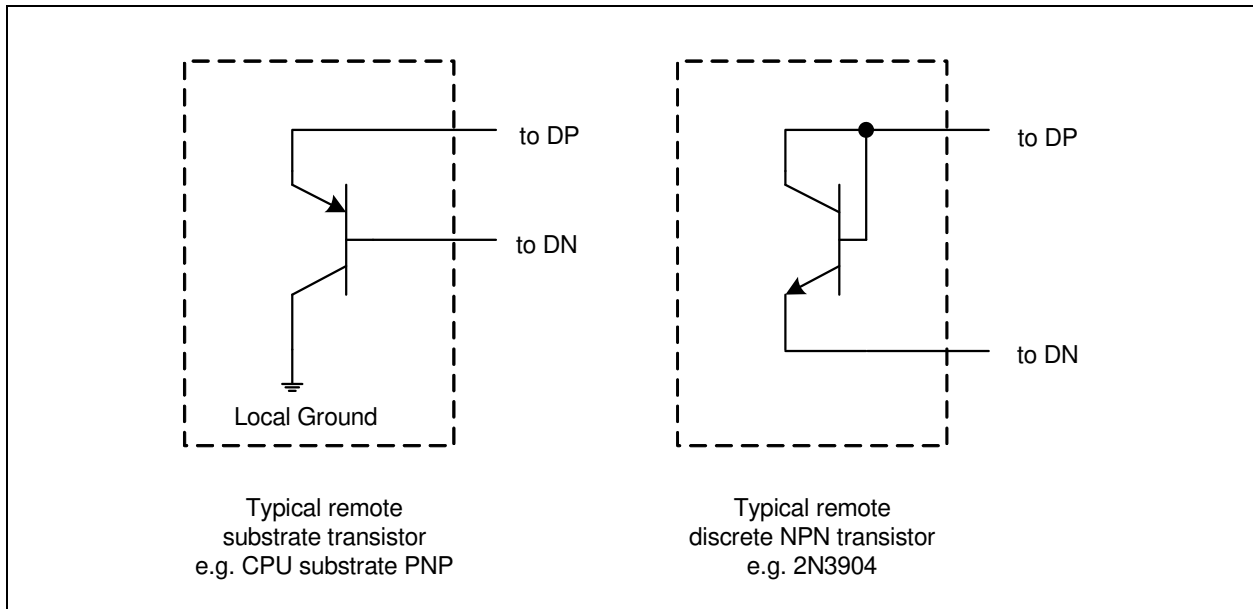 to DP
to DN
Local Ground
Typical remote
substrate transistor
e.g. CPU substrate PNP
to DP
to DN
Typical remote
discrete NPN transistor
e.g. 2N3904